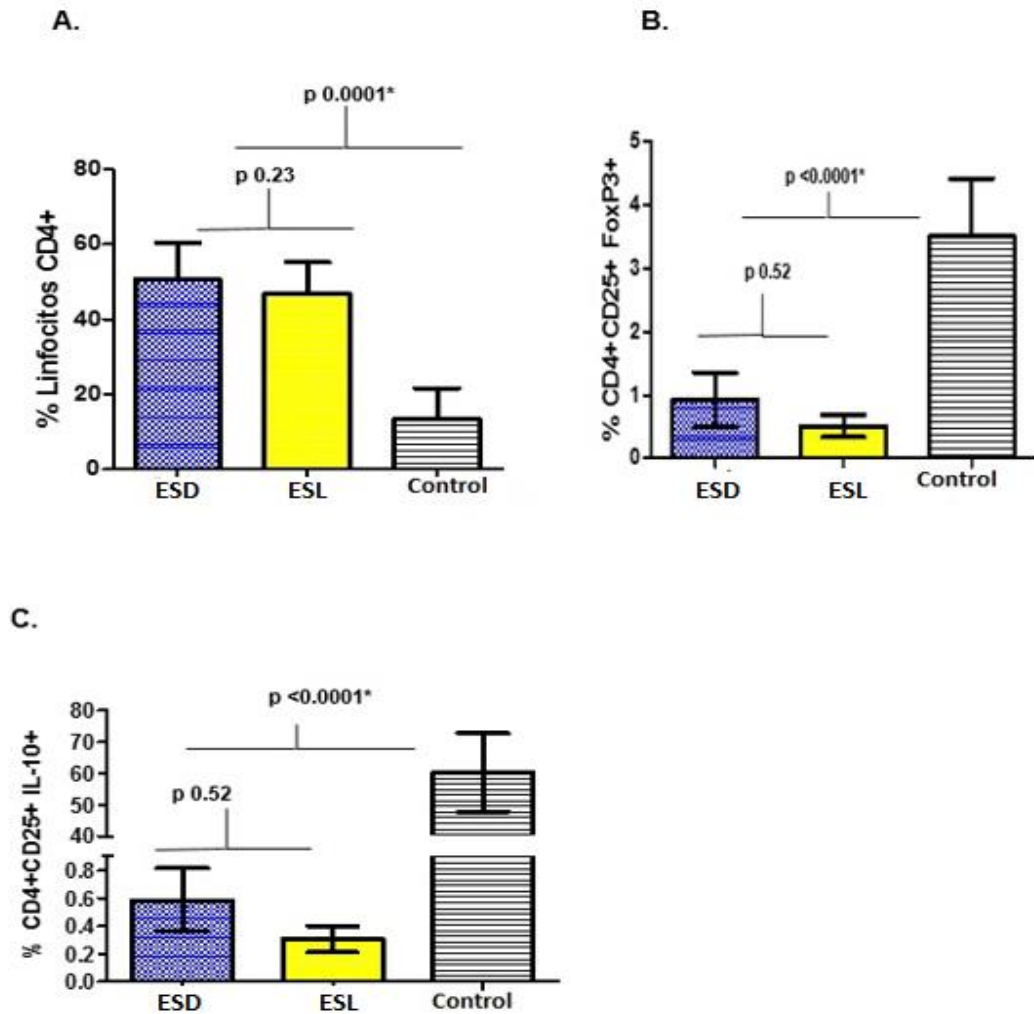 A.
p 0.0001*
p 0.23
% Linfocitos CD4+
80
60
40
20
0
ESD ESL Control
B.
p <0.0001*
p 0.52
% CD4+CD25+ FoxP3+
5
4
3
2
1
0
ESD ESL Control
C.
p <0.0001*
p 0.52
% CD4+CD25+ IL-10+
80
70
60
50
40
0.8
0.6
0.4
0.2
0.0
ESD ESL Control